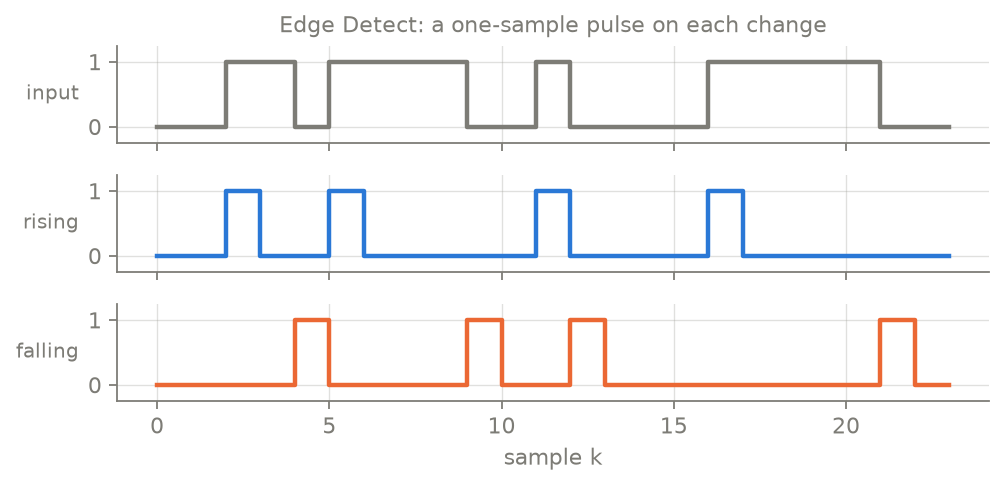 Edge Detect: a one-sample pulse on each change
1
input
0
1
rising
0
1
falling
0
0 5 10 15 20
sample k